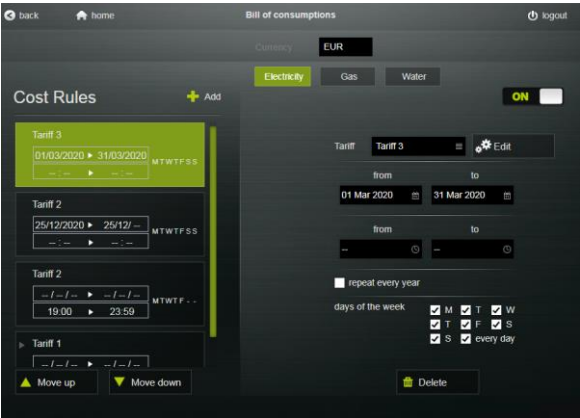 back home Bill of consumptions logout
Currency EUR
Electricity Gas Water
Cost Rules Add ON
Tariff 3
01/03/2020 31/03/2020 MTWTFSS
-- : -- -- : --
Tariff 2
25/12/2020 25/12/ -- MTWTFSS
-- : -- -- : --
Tariff 2
-- / -- / -- -- / -- / -- MTWTF--
19:00 23:59
Tariff 1
-- / -- / -- -- / -- / --
Move up Move down
Tariff Tariff 3 Edit
from to
01 Mar 2020 31 Mar 2020
from to
-- --
repeat every year
days of the week M T W
T F S
S every day
Delete